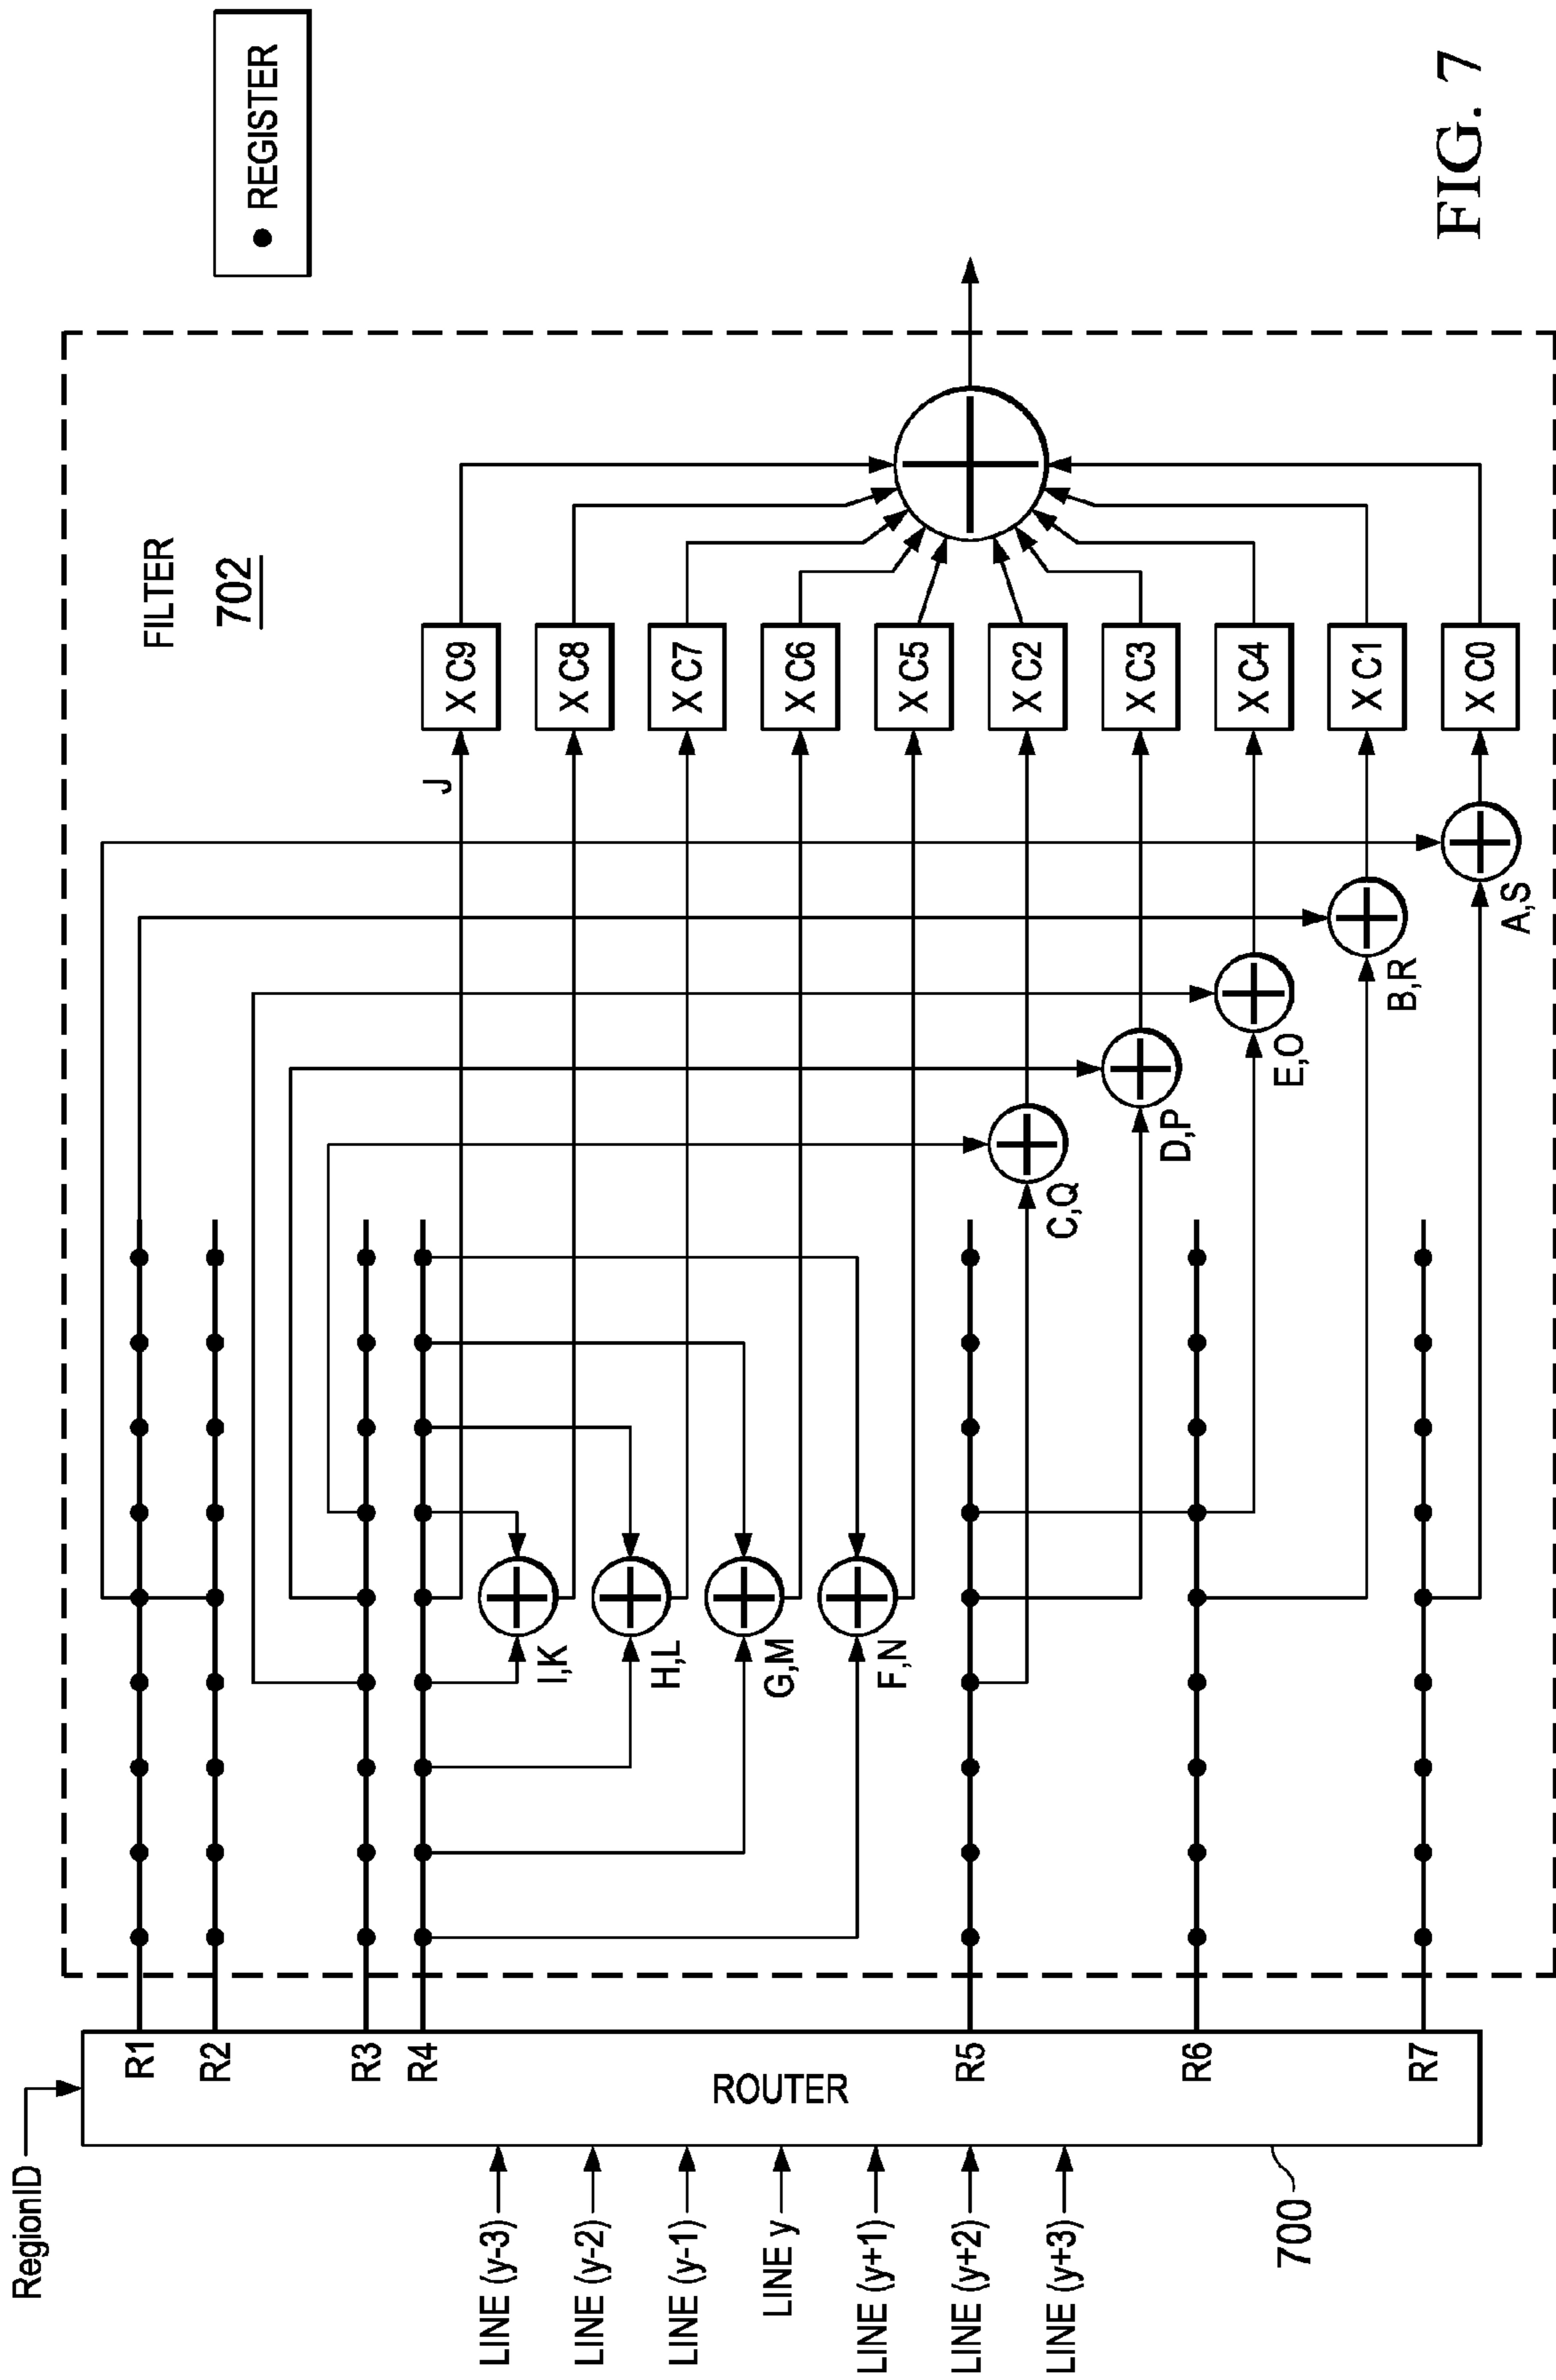 RegionID
LINE (y-3)
LINE (y-2)
LINE (y-1)
LINE y
LINE (y+1)
LINE (y+2)
LINE (y+3)
700
ROUTER
R1
R2
R3
R4
R5
R6
R7
FILTER
702
I,K
H,L
G,M
F,N
C,Q
D,P
E,O
B,R
A,S
J
X C9
X C8
X C7
X C6
X C5
X C2
X C3
X C4
X C1
X C0
• REGISTER
FIG. 7